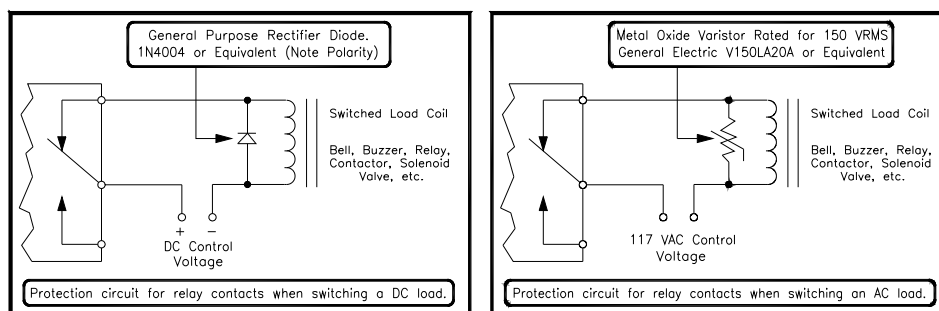 General Purpose Rectifier Diode.
1N4004 or Equivalent (Note Polarity)
Switched Load Coil
Bell, Buzzer, Relay,
Contactor, Solenoid
Valve, etc.
+ −
DC Control
Voltage
Protection circuit for relay contacts when switching a DC load.
Metal Oxide Varistor Rated for 150 VRMS
General Electric V150LA20A or Equivalent
Switched Load Coil
Bell, Buzzer, Relay,
Contactor, Solenoid
Valve, etc.
117 VAC Control
Voltage
Protection circuit for relay contacts when switching an AC load.